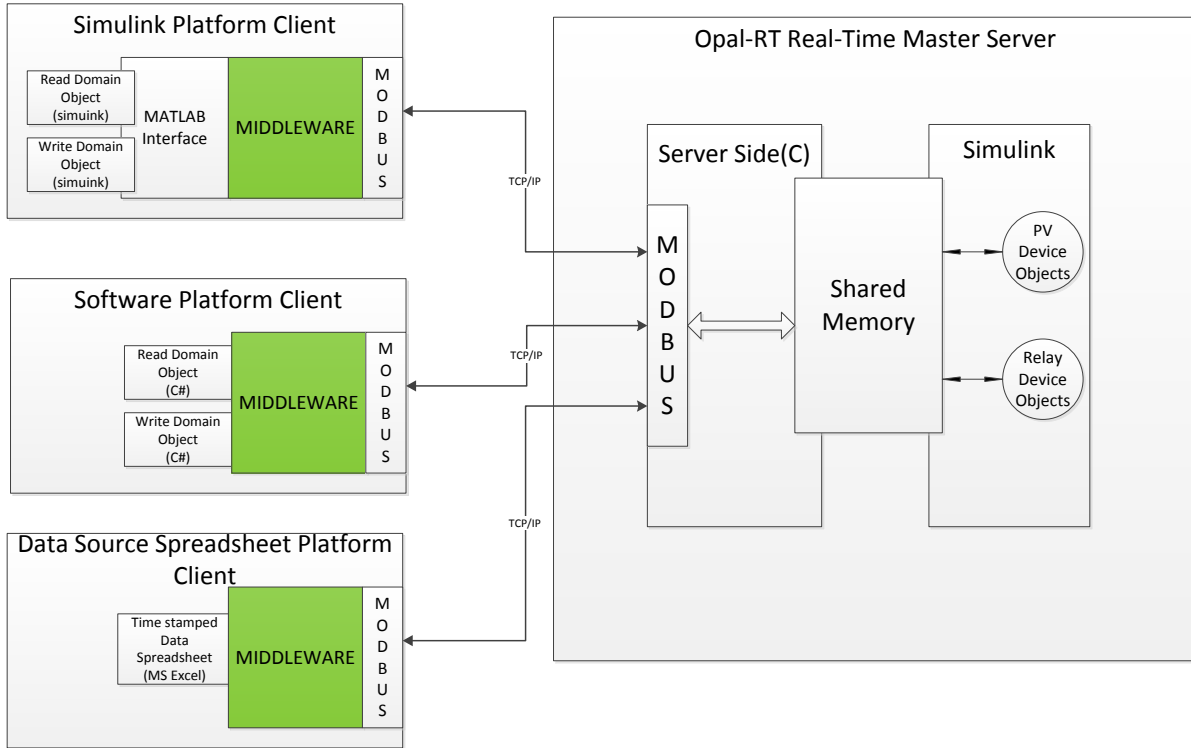 Simulink Platform Client
Read Domain
Object
(simuink)
Write Domain
Object
(simuink)
MATLAB
Interface
MIDDLEWARE
M
O
D
B
U
S
TCP/IP
Software Platform Client
Read Domain
Object
(C#)
Write Domain
Object
(C#)
MIDDLEWARE
M
O
D
B
U
S
TCP/IP
Data Source Spreadsheet Platform
Client
Time stamped
Data
Spreadsheet
(MS Excel)
MIDDLEWARE
M
O
D
B
U
S
TCP/IP
Opal-RT Real-Time Master Server
Server Side(C)
M
O
D
B
U
S
Shared
Memory
Simulink
PV
Device
Objects
Relay
Device
Objects